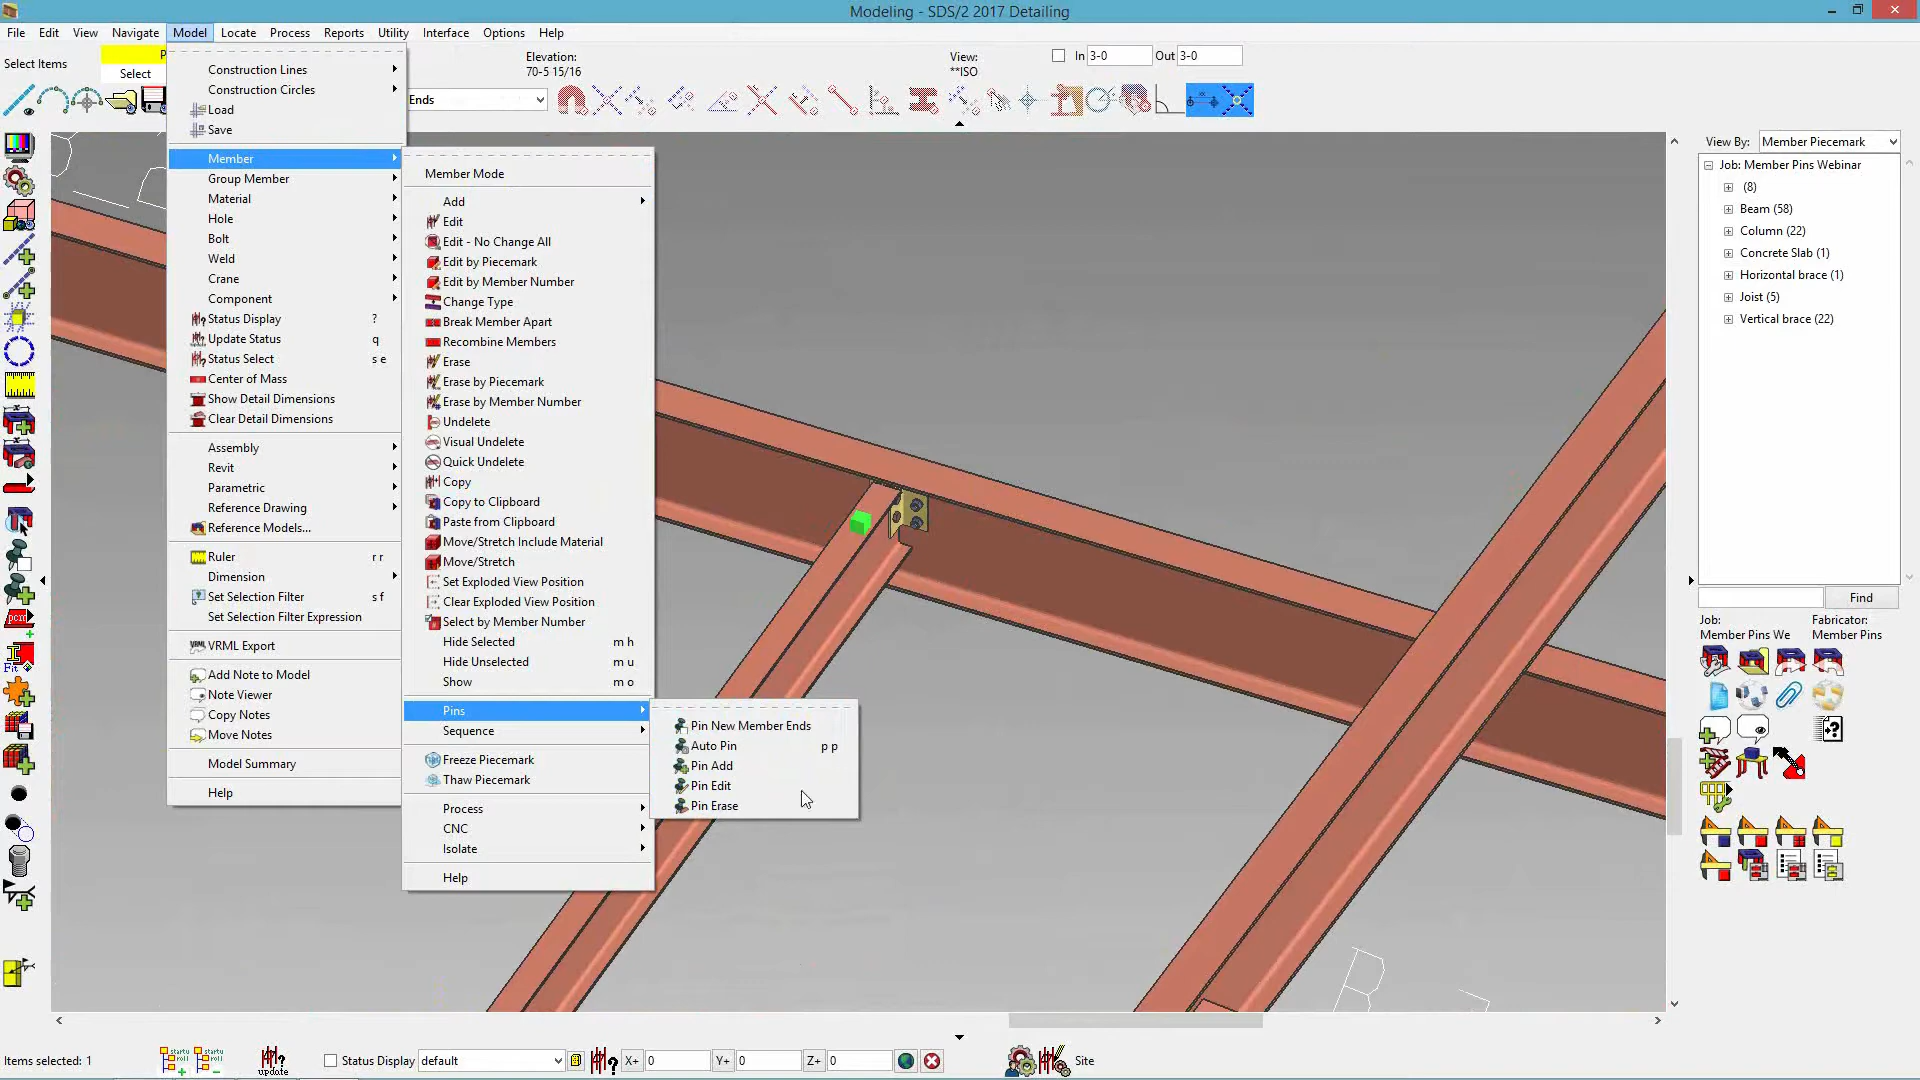 Modeling - SDS/2 2017 Detailing
File Edit View Navigate Model Locate Process Reports Utility Interface Options Help
Select Items
Select
Elevation:
70-5 15/16
View:
**ISO
In 3-0 Out 3-0
Ends
Construction Lines
Construction Circles
Load
Save
Member
Group Member
Material
Hole
Bolt
Weld
Crane
Component
Status Display ?
Update Status q
Status Select s e
Center of Mass
Show Detail Dimensions
Clear Detail Dimensions
Assembly
Revit
Parametric
Reference Drawing
Reference Models...
Ruler r r
Dimension
Set Selection Filter s f
Set Selection Filter Expression
VRML Export
Add Note to Model
Note Viewer
Copy Notes
Move Notes
Model Summary
Help
Member Mode
Add
Edit
Edit - No Change All
Edit by Piecemark
Edit by Member Number
Change Type
Break Member Apart
Recombine Members
Erase
Erase by Piecemark
Erase by Member Number
Undelete
Visual Undelete
Quick Undelete
Copy
Copy to Clipboard
Paste from Clipboard
Move/Stretch Include Material
Move/Stretch
Set Exploded View Position
Clear Exploded View Position
Select by Member Number
Hide Selected m h
Hide Unselected m u
Show m o
Pins
Sequence
Freeze Piecemark
Thaw Piecemark
Process
CNC
Isolate
Help
Pin New Member Ends
Auto Pin p p
Pin Add
Pin Edit
Pin Erase
View By: Member Piecemark
Job: Member Pins Webinar
(8)
Beam (58)
Column (22)
Concrete Slab (1)
Horizontal brace (1)
Joist (5)
Vertical brace (22)
Find
Job:
Member Pins We
Fabricator:
Member Pins
Items selected: 1
startu
roll
startu
roll
update
Status Display default
X+ 0 Y+ 0 Z+ 0
Site